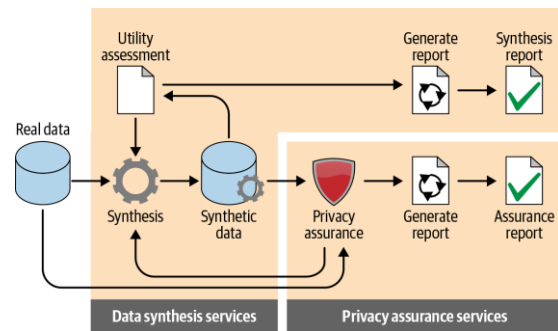 Utility
assessment
Generate
report
Synthesis
report
Real data
Synthesis
Synthetic
data
Privacy
assurance
Generate
report
Assurance
report
Data synthesis services
Privacy assurance services